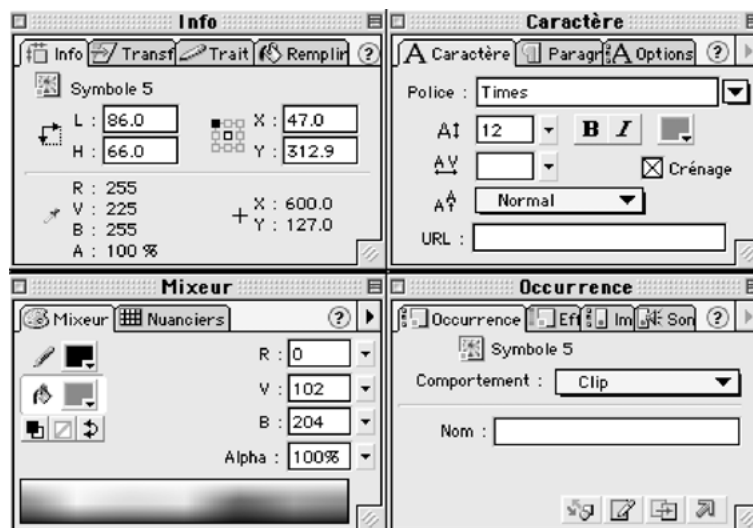 Info
Info Transf Trait Remplir ?
Symbole 5
L : 86.0 X : 47.0
H : 66.0 Y : 312.9
R : 255
V : 225
B : 255
A : 100 %
X : 600.0
Y : 127.0
Caractère
A Caractère Paragr A Options ?
Police : Times
A 12 B I
AV Crénage
AA Normal
URL :
Mixeur
Mixeur Nuanciers ?
R : 0
V : 102
B : 204
Alpha : 100%
Occurrence
Occurrence Eff Im Son ?
Symbole 5
Comportement : Clip
Nom :